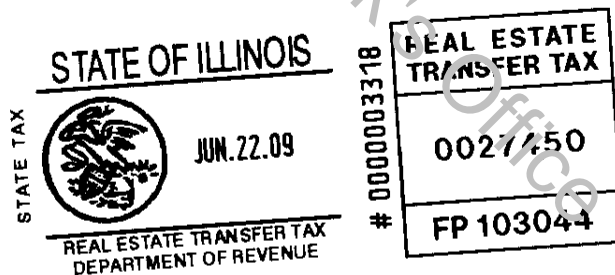 STATE OF ILLINOIS
STATE TAX
JUN.22.09
REAL ESTATE TRANSFER TAX
DEPARTMENT OF REVENUE
# 0000003318
REAL ESTATE
TRANSFER TAX
0027450
FP 103044
's Office